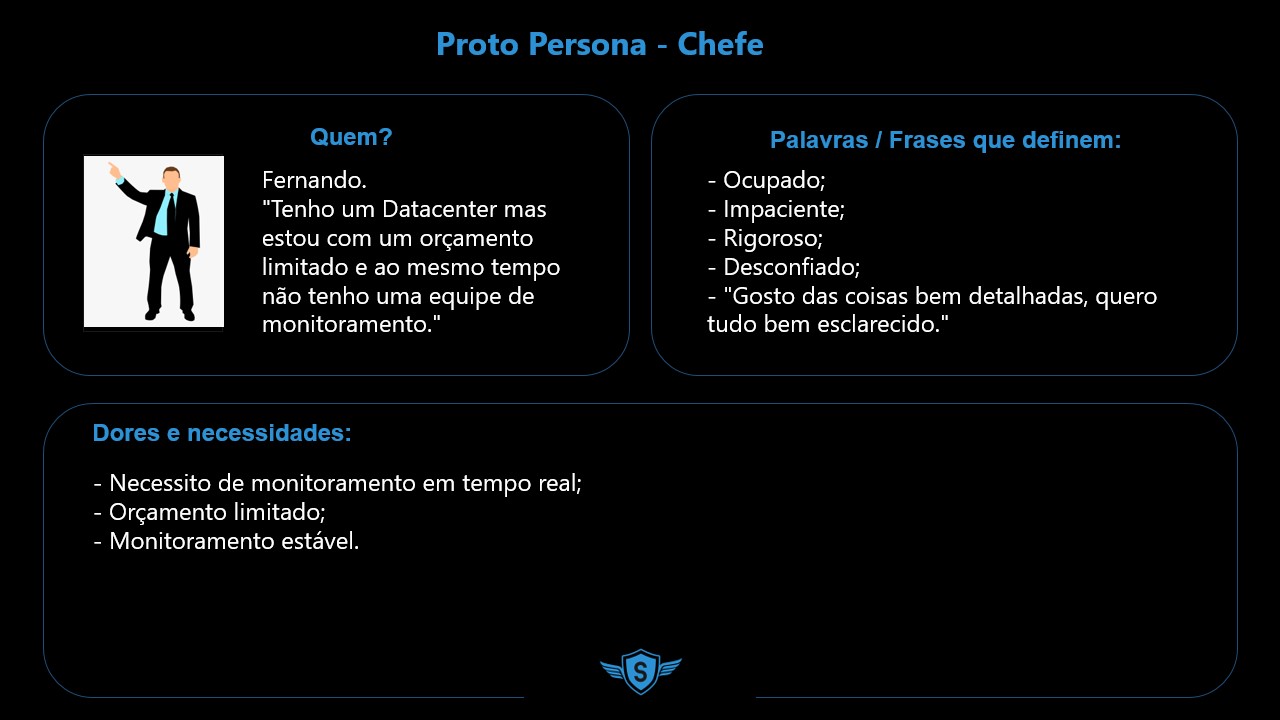 Proto Persona - Chefe
Quem?
Fernando.
"Tenho um Datacenter mas
estou com um orçamento
limitado e ao mesmo tempo
não tenho uma equipe de
monitoramento."
Palavras / Frases que definem:
- Ocupado;
- Impaciente;
- Rigoroso;
- Desconfiado;
- "Gosto das coisas bem detalhadas, quero
tudo bem esclarecido."
Dores e necessidades:
- Necessito de monitoramento em tempo real;
- Orçamento limitado;
- Monitoramento estável.
S